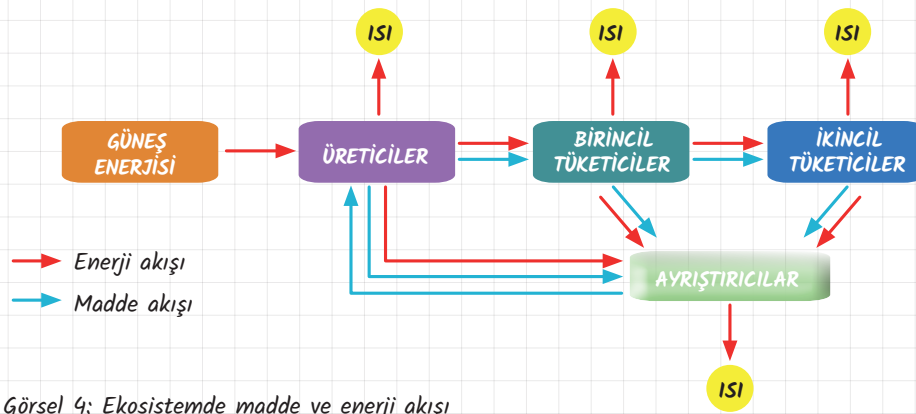 ISI
ISI
ISI
GÜNEŞ
ENERJİSİ
ÜRETİCİLER
BİRİNCİL
TÜKETİCİLER
İKİNCİL
TÜKETİCİLER
Enerji akışı
Madde akışı
AYRIŞTIRICILAR
ISI
Görsel 4: Ekosistemde madde ve enerji akışı